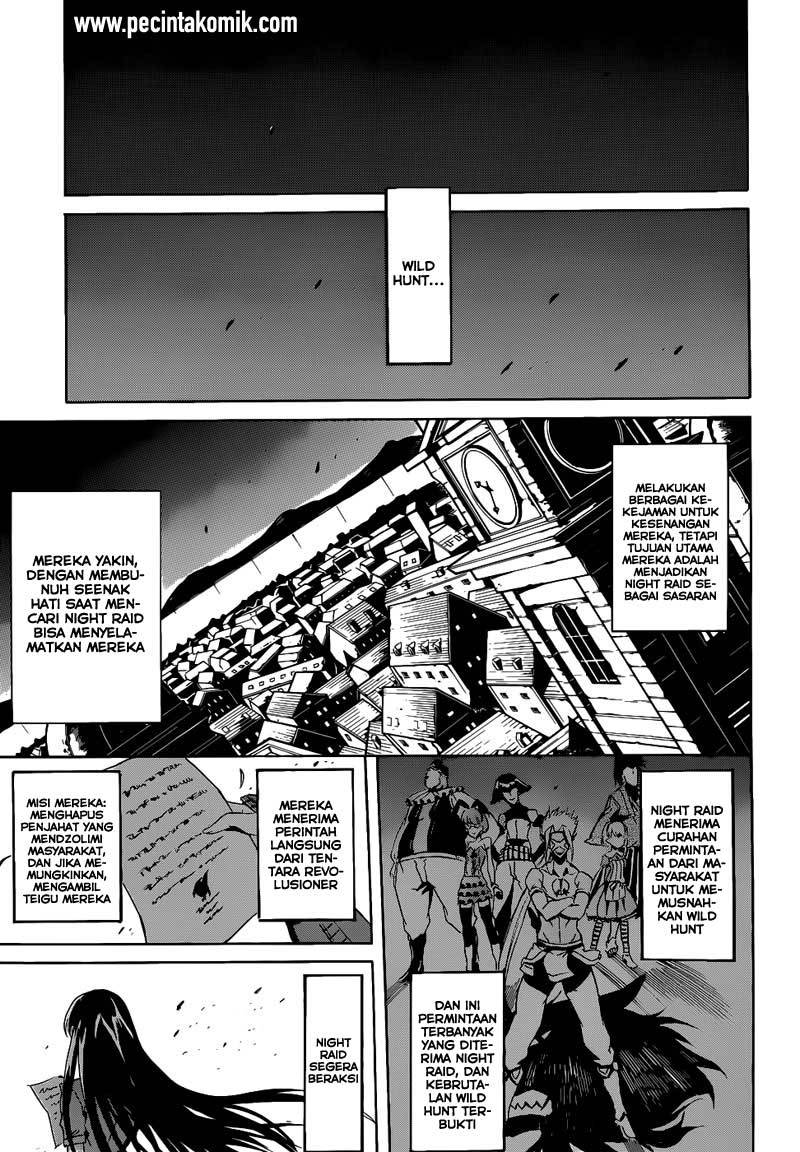 www.pecintakomik.com
WILD
HUNT...
MELAKUKAN
BERBAGAI KE-
KEJAMAN UNTUK
KESENANGAN
MEREKA, TETAPI
TUJUAN UTAMA
MEREKA ADALAH
MENJADIKAN
NIGHT RAID SE-
BAGAI SASARAN
MEREKA YAKIN,
DENGAN MEMBU-
NUH SEENAK
HATI SAAT MEN-
CARI NIGHT RAID
BISA MENYELA-
MATKAN MEREKA
NIGHT RAID
MENERIMA
CURAHAN
PERMINTA-
AN DARI MA-
SYARAKAT
UNTUK ME-
MUSNAH-
KAN WILD
HUNT
DAN INI
PERMINTAAN
TERBANYAK
YANG DITE-
RIMA NIGHT
RAID, DAN
KEBRUTA-
LAN WILD
HUNT TER-
BUKTI
MEREKA
MENERIMA
PERINTAH
LANGSUNG
DARI TEN-
TARA REVO-
LUSIONER
MISI MEREKA:
MENGHAPUS
PENJAHAT YANG
MENDZOLIMI
MASYARAKAT,
DAN JIKA ME-
MUNGKINKAN,
MENGAMBIL
TEIGU MEREKA
NIGHT
RAID
SEGERA
BERAKSI